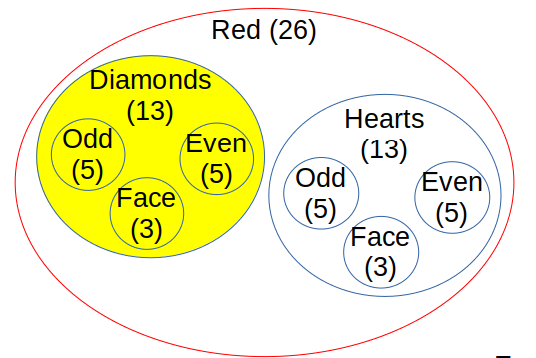 Red (26)
Diamonds
(13)
Odd
(5)
Even
(5)
Face
(3)
Hearts
(13)
Odd
(5)
Even
(5)
Face
(3)